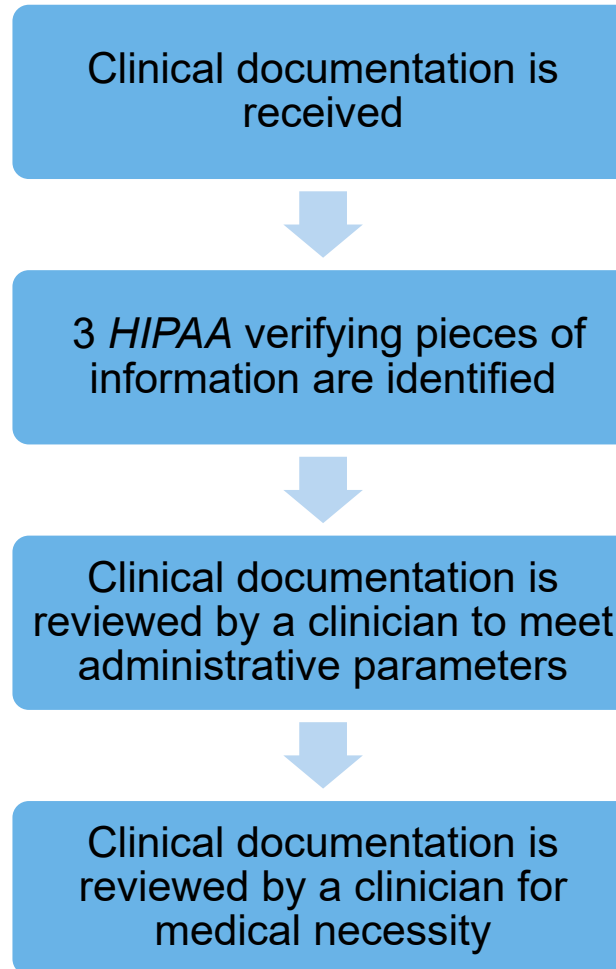 Clinical documentation is
received
3 HIPAA verifying pieces of
information are identified
Clinical documentation is
reviewed by a clinician to meet
administrative parameters
Clinical documentation is
reviewed by a clinician for
medical necessity